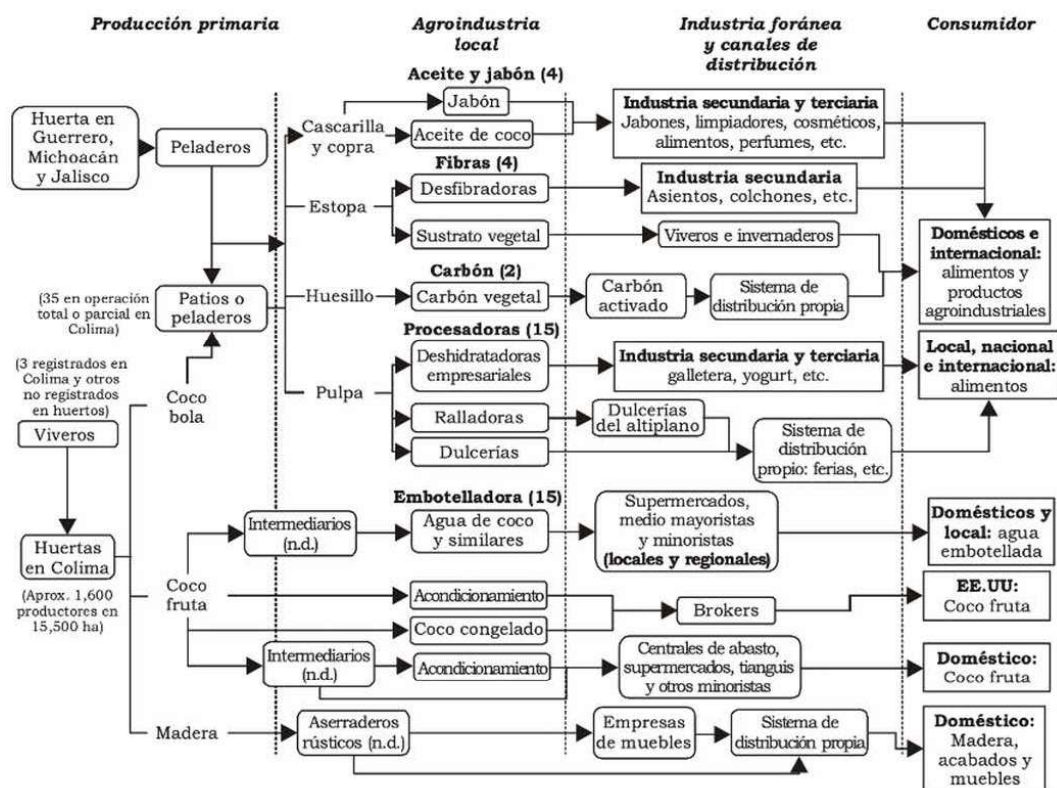 Producción primaria
Agroindustria
local
Industria foránea
y canales de
distribución
Consumidor
Huerta en
Guerrero,
Michoacán
y Jalisco
Peladeros
(35 en operación
total o parcial en
Colima)
Patios o
peladeros
(3 registrados en
Colima y otros
no registrados
en huertos)
Viveros
Coco
bola
Huertas
en Colima
(Aprox. 1,600
productores en
15,500 ha)
Coco
fruta
Madera
Cascarilla
y copra
Estopa
Huesillo
Pulpa
Intermediarios
(n.d.)
Intermediarios
(n.d.)
Aserraderos
rústicos (n.d.)
Aceite y jabón (4)
Jabón
Aceite de coco
Fibras (4)
Desfibradoras
Sustrato vegetal
Carbón (2)
Carbón vegetal
Procesadoras (15)
Deshidratadoras
empresariales
Ralladoras
Dulcerías
Embotelladora (15)
Agua de coco
y similares
Acondicionamiento
Coco congelado
Acondicionamiento
Industria secundaria y terciaria
Jabones, limpiadores, cosméticos,
alimentos, perfumes, etc.
Industria secundaria
Asientos, colchones, etc.
Viveros e invernaderos
Carbón
activado
Sistema de
distribución propia
Industria secundaria y terciaria
galletera, yogurt, etc.
Dulcerías
del altiplano
Sistema de
distribución
propio: ferias, etc.
Supermercados,
medio mayoristas
y minoristas
(locales y regionales)
Brokers
Centrales de abasto,
supermercados, tianguis
y otros minoristas
Empresas
de muebles
Sistema de
distribución propia
Domésticos e
internacional:
alimentos y
productos
agroindustriales
Local, nacional
e internacional:
alimentos
Domésticos y
local: agua
embotellada
EE.UU:
Coco fruta
Doméstico:
Coco fruta
Doméstico:
Madera,
acabados y
muebles